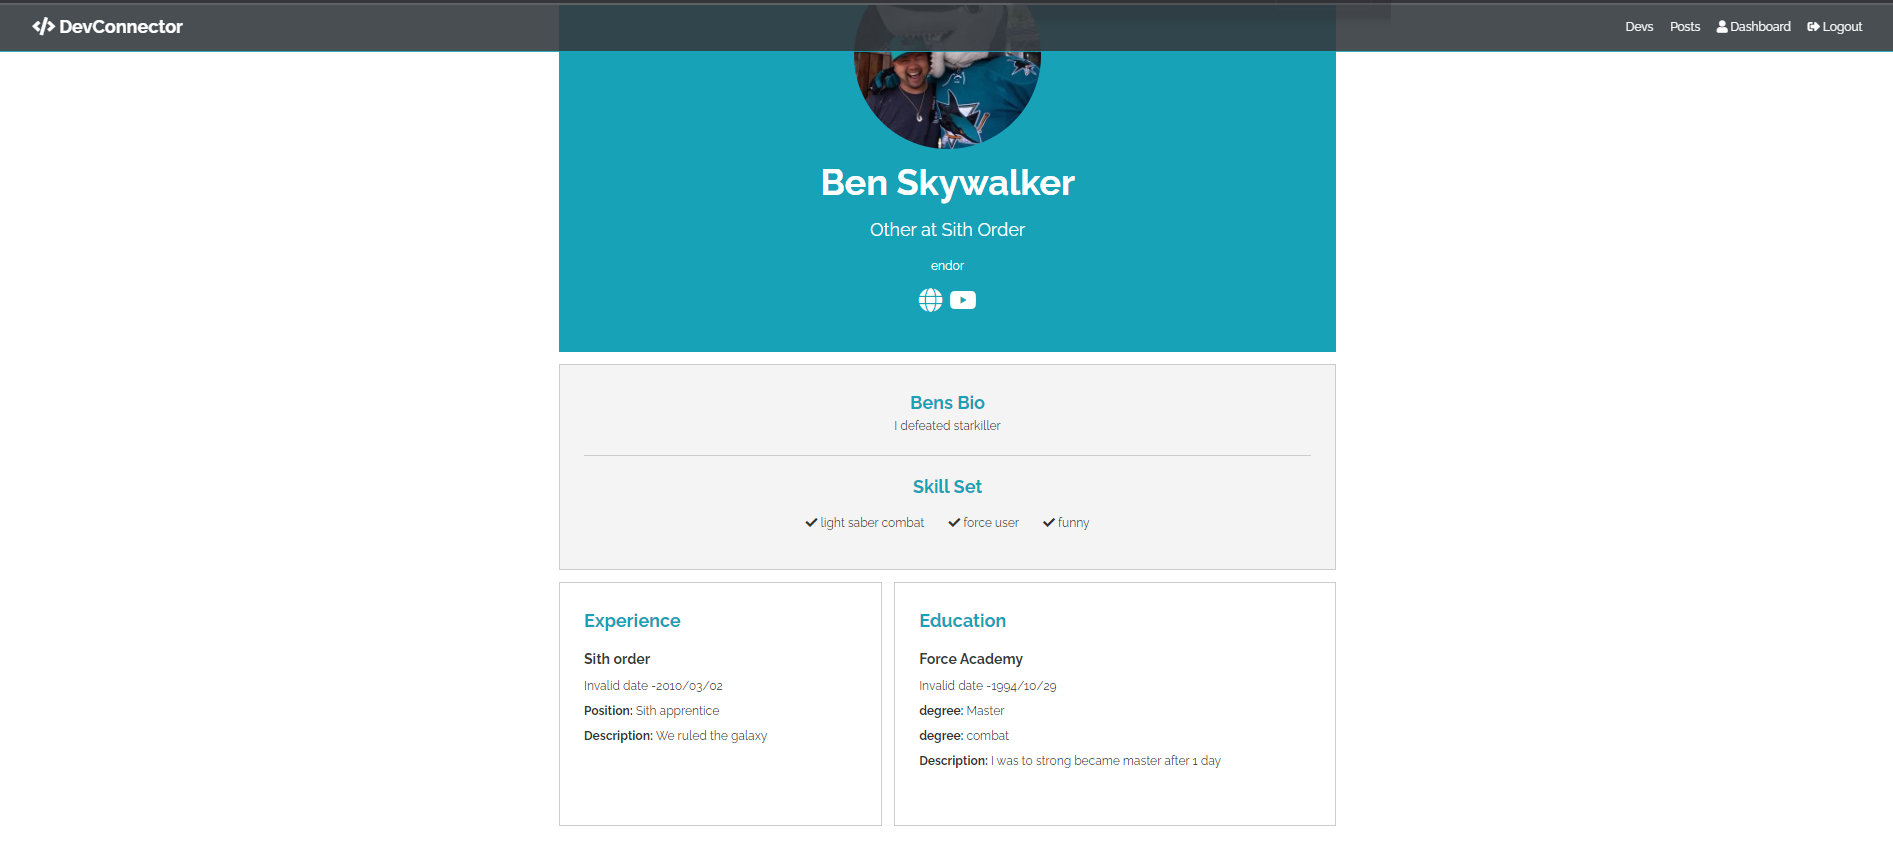 DevConnector
Devs Posts Dashboard Logout
Ben Skywalker
Other at Sith Order
endor
Bens Bio
I defeated starkiller
Skill Set
light saber combat force user funny
Experience
Sith order
Invalid date -2010/03/02
Position: Sith apprentice
Description: We ruled the galaxy
Education
Force Academy
Invalid date -1994/10/29
degree: Master
degree: combat
Description: I was to strong became master after 1 day